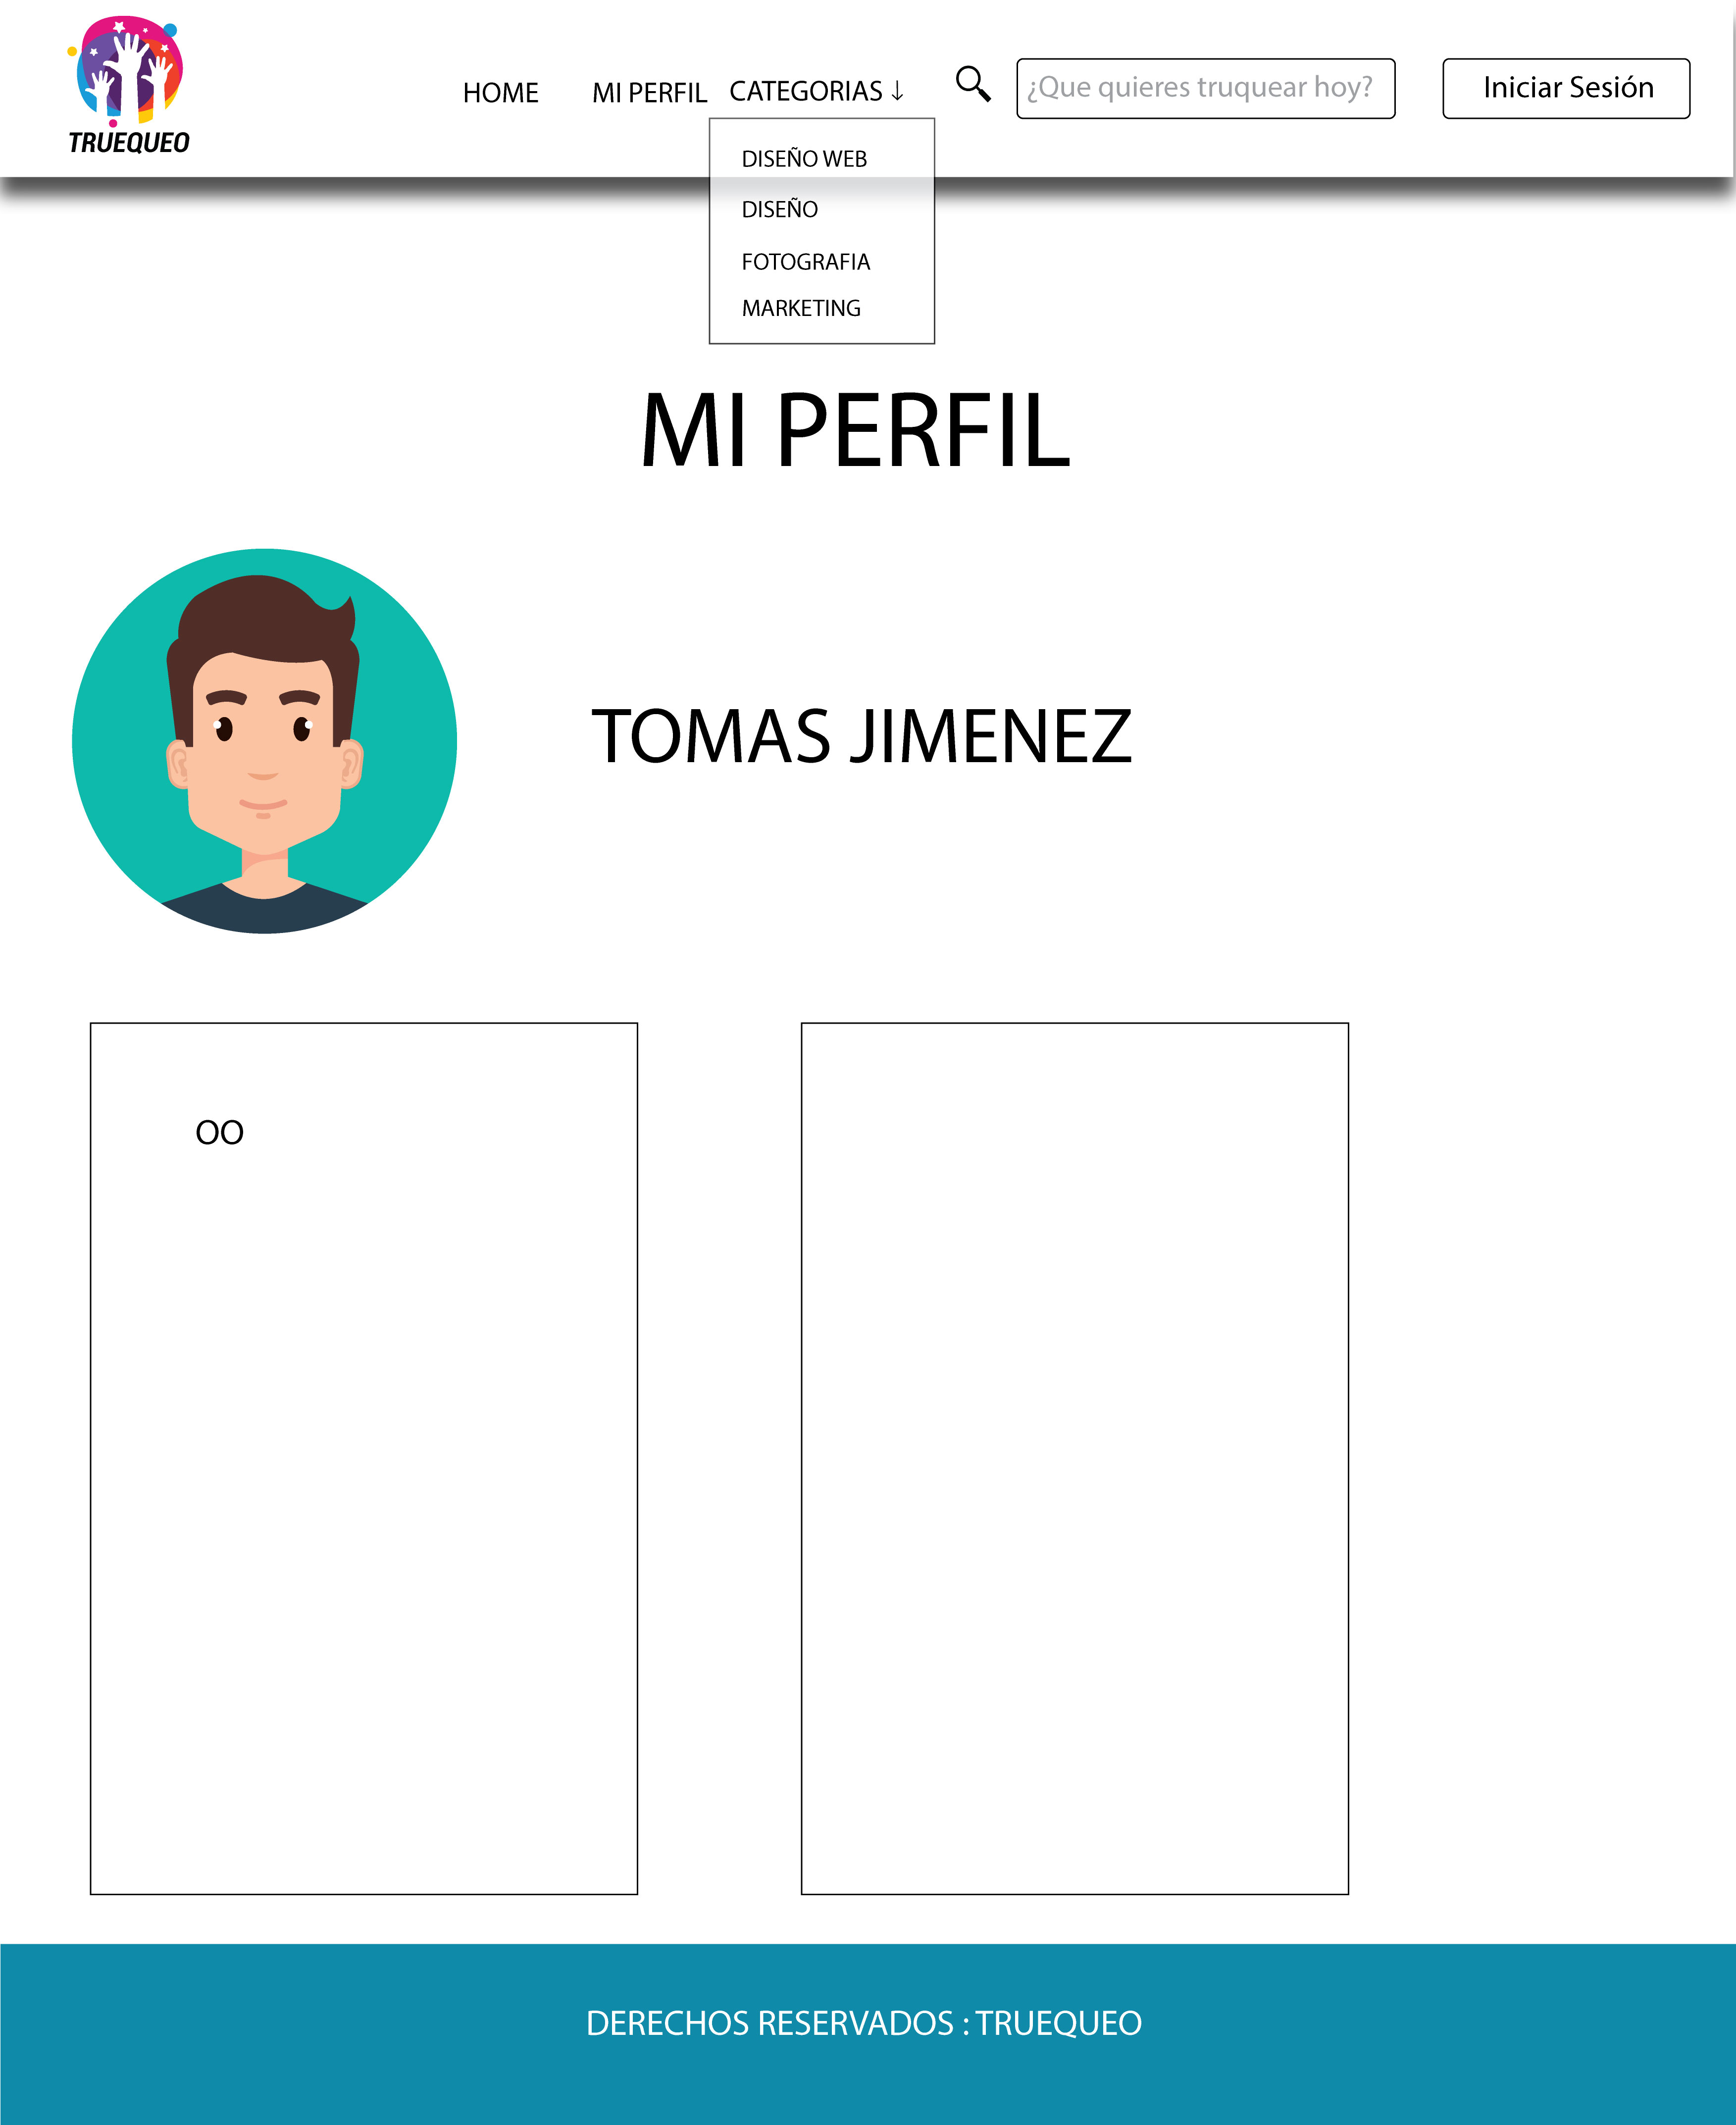 TRUEQUEO
HOME
MI PERFIL
CATEGORIAS ↓
¿Que quieres truquear hoy?
Iniciar Sesión
DISEÑO WEB
DISEÑO
FOTOGRAFIA
MARKETING
MI PERFIL
TOMAS JIMENEZ
OO
DERECHOS RESERVADOS : TRUEQUEO